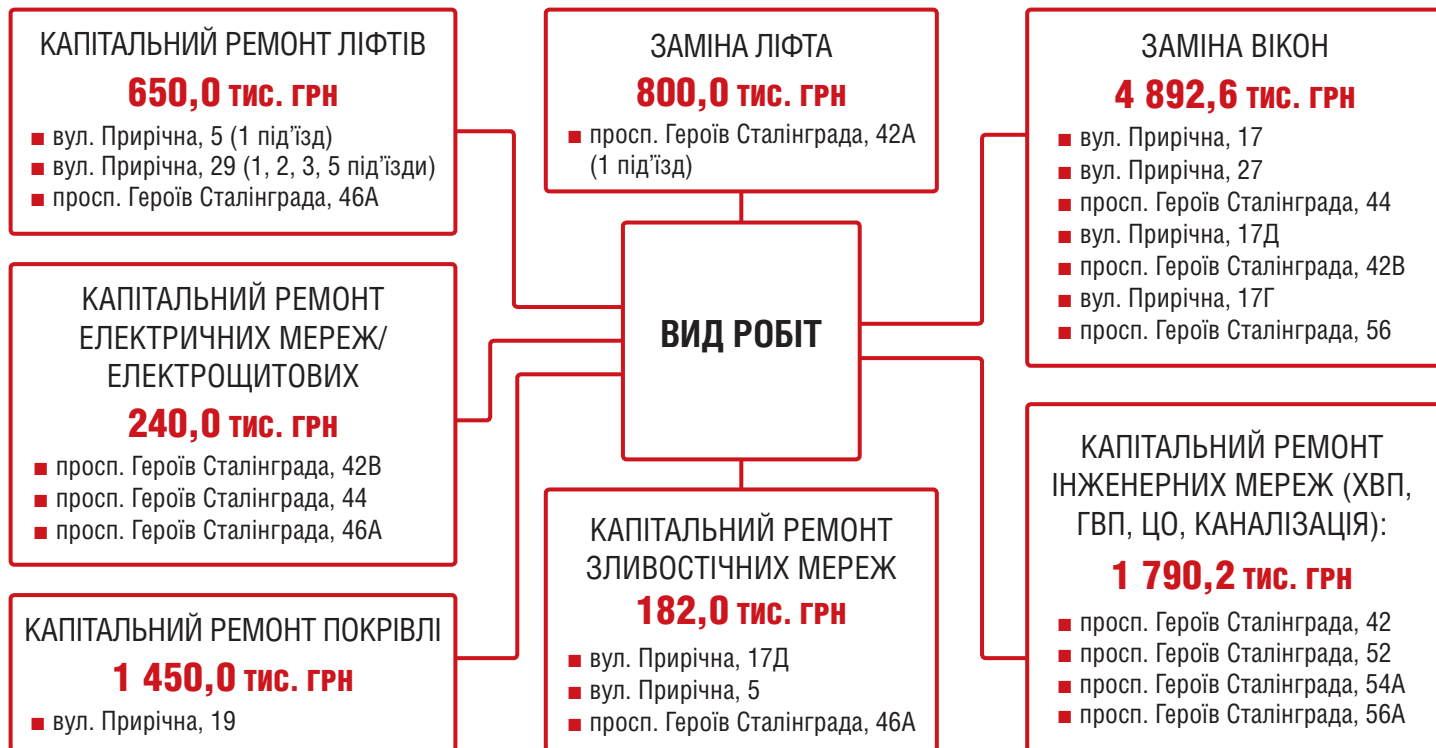 КАПІТАЛЬНИЙ РЕМОНТ ЛІФТІВ
650,0 ТИС. ГРН
вул. Прирічна, 5 (1 під’їзд)
вул. Прирічна, 29 (1, 2, 3, 5 під’їзди)
просп. Героїв Сталінграда, 46А
ЗАМІНА ЛІФТА
800,0 ТИС. ГРН
просп. Героїв Сталінграда, 42А
(1 під’їзд)
ЗАМІНА ВІКОН
4 892,6 ТИС. ГРН
вул. Прирічна, 17
вул. Прирічна, 27
просп. Героїв Сталінграда, 44
вул. Прирічна, 17Д
просп. Героїв Сталінграда, 42В
вул. Прирічна, 17Г
просп. Героїв Сталінграда, 56
КАПІТАЛЬНИЙ РЕМОНТ
ЕЛЕКТРИЧНИХ МЕРЕЖ/
ЕЛЕКТРОЩИТОВИХ
240,0 ТИС. ГРН
просп. Героїв Сталінграда, 42В
просп. Героїв Сталінграда, 44
просп. Героїв Сталінграда, 46А
ВИД РОБІТ
КАПІТАЛЬНИЙ РЕМОНТ
ІНЖЕНЕРНИХ МЕРЕЖ (ХВП,
ГВП, ЦО, КАНАЛІЗАЦІЯ):
1 790,2 ТИС. ГРН
просп. Героїв Сталінграда, 42
просп. Героїв Сталінграда, 52
просп. Героїв Сталінграда, 54А
просп. Героїв Сталінграда, 56А
КАПІТАЛЬНИЙ РЕМОНТ ПОКРІВЛІ
1 450,0 ТИС. ГРН
вул. Прирічна, 19
КАПІТАЛЬНИЙ РЕМОНТ
ЗЛИВОСТІЧНИХ МЕРЕЖ
182,0 ТИС. ГРН
вул. Прирічна, 17Д
вул. Прирічна, 5
просп. Героїв Сталінграда, 46А